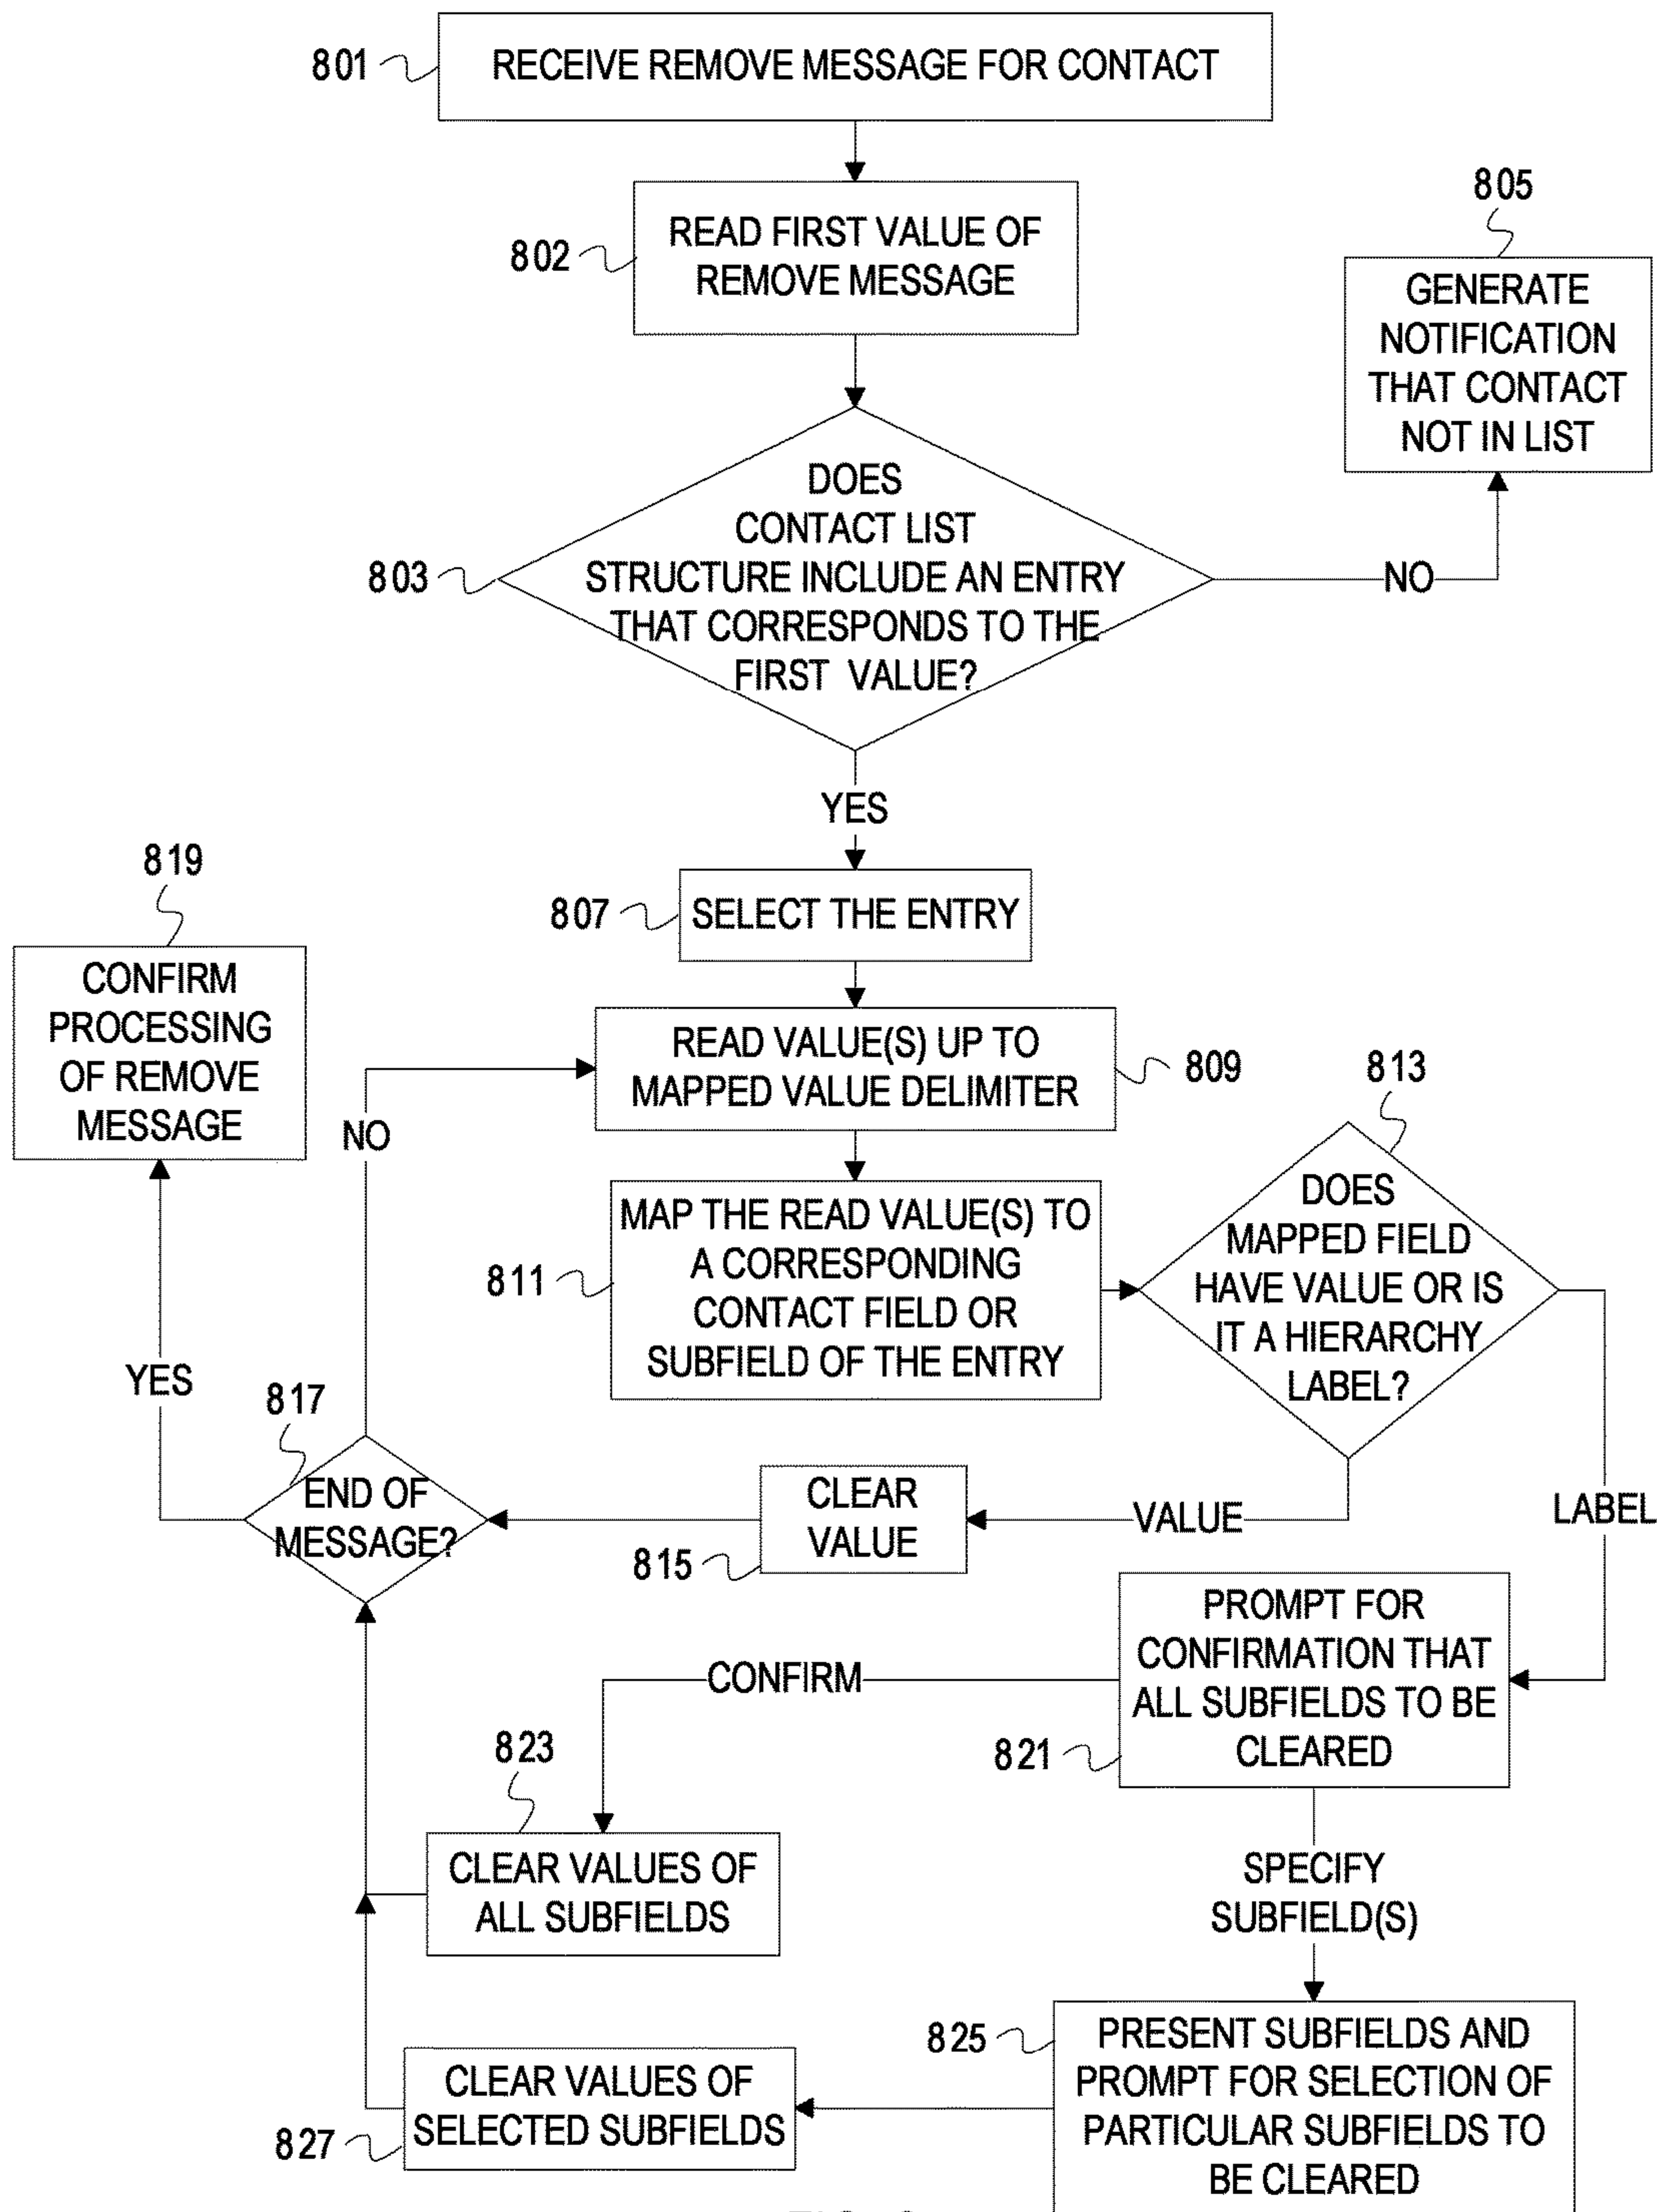 801
RECEIVE REMOVE MESSAGE FOR CONTACT
802
READ FIRST VALUE OF
REMOVE MESSAGE
805
GENERATE
NOTIFICATION
THAT CONTACT
NOT IN LIST
803
DOES
CONTACT LIST
STRUCTURE INCLUDE AN ENTRY
THAT CORRESPONDS TO THE
FIRST VALUE?
NO
YES
807
SELECT THE ENTRY
819
CONFIRM
PROCESSING
OF REMOVE
MESSAGE
READ VALUE(S) UP TO
MAPPED VALUE DELIMITER
809
NO
811
MAP THE READ VALUE(S) TO
A CORRESPONDING
CONTACT FIELD OR
SUBFIELD OF THE ENTRY
813
DOES
MAPPED FIELD
HAVE VALUE OR IS
IT A HIERARCHY
LABEL?
YES
817
END OF
MESSAGE?
815
CLEAR
VALUE
VALUE
LABEL
821
PROMPT FOR
CONFIRMATION THAT
ALL SUBFIELDS TO BE
CLEARED
CONFIRM
823
CLEAR VALUES OF
ALL SUBFIELDS
SPECIFY
SUBFIELD(S)
825
PRESENT SUBFIELDS AND
PROMPT FOR SELECTION OF
PARTICULAR SUBFIELDS TO
BE CLEARED
827
CLEAR VALUES OF
SELECTED SUBFIELDS